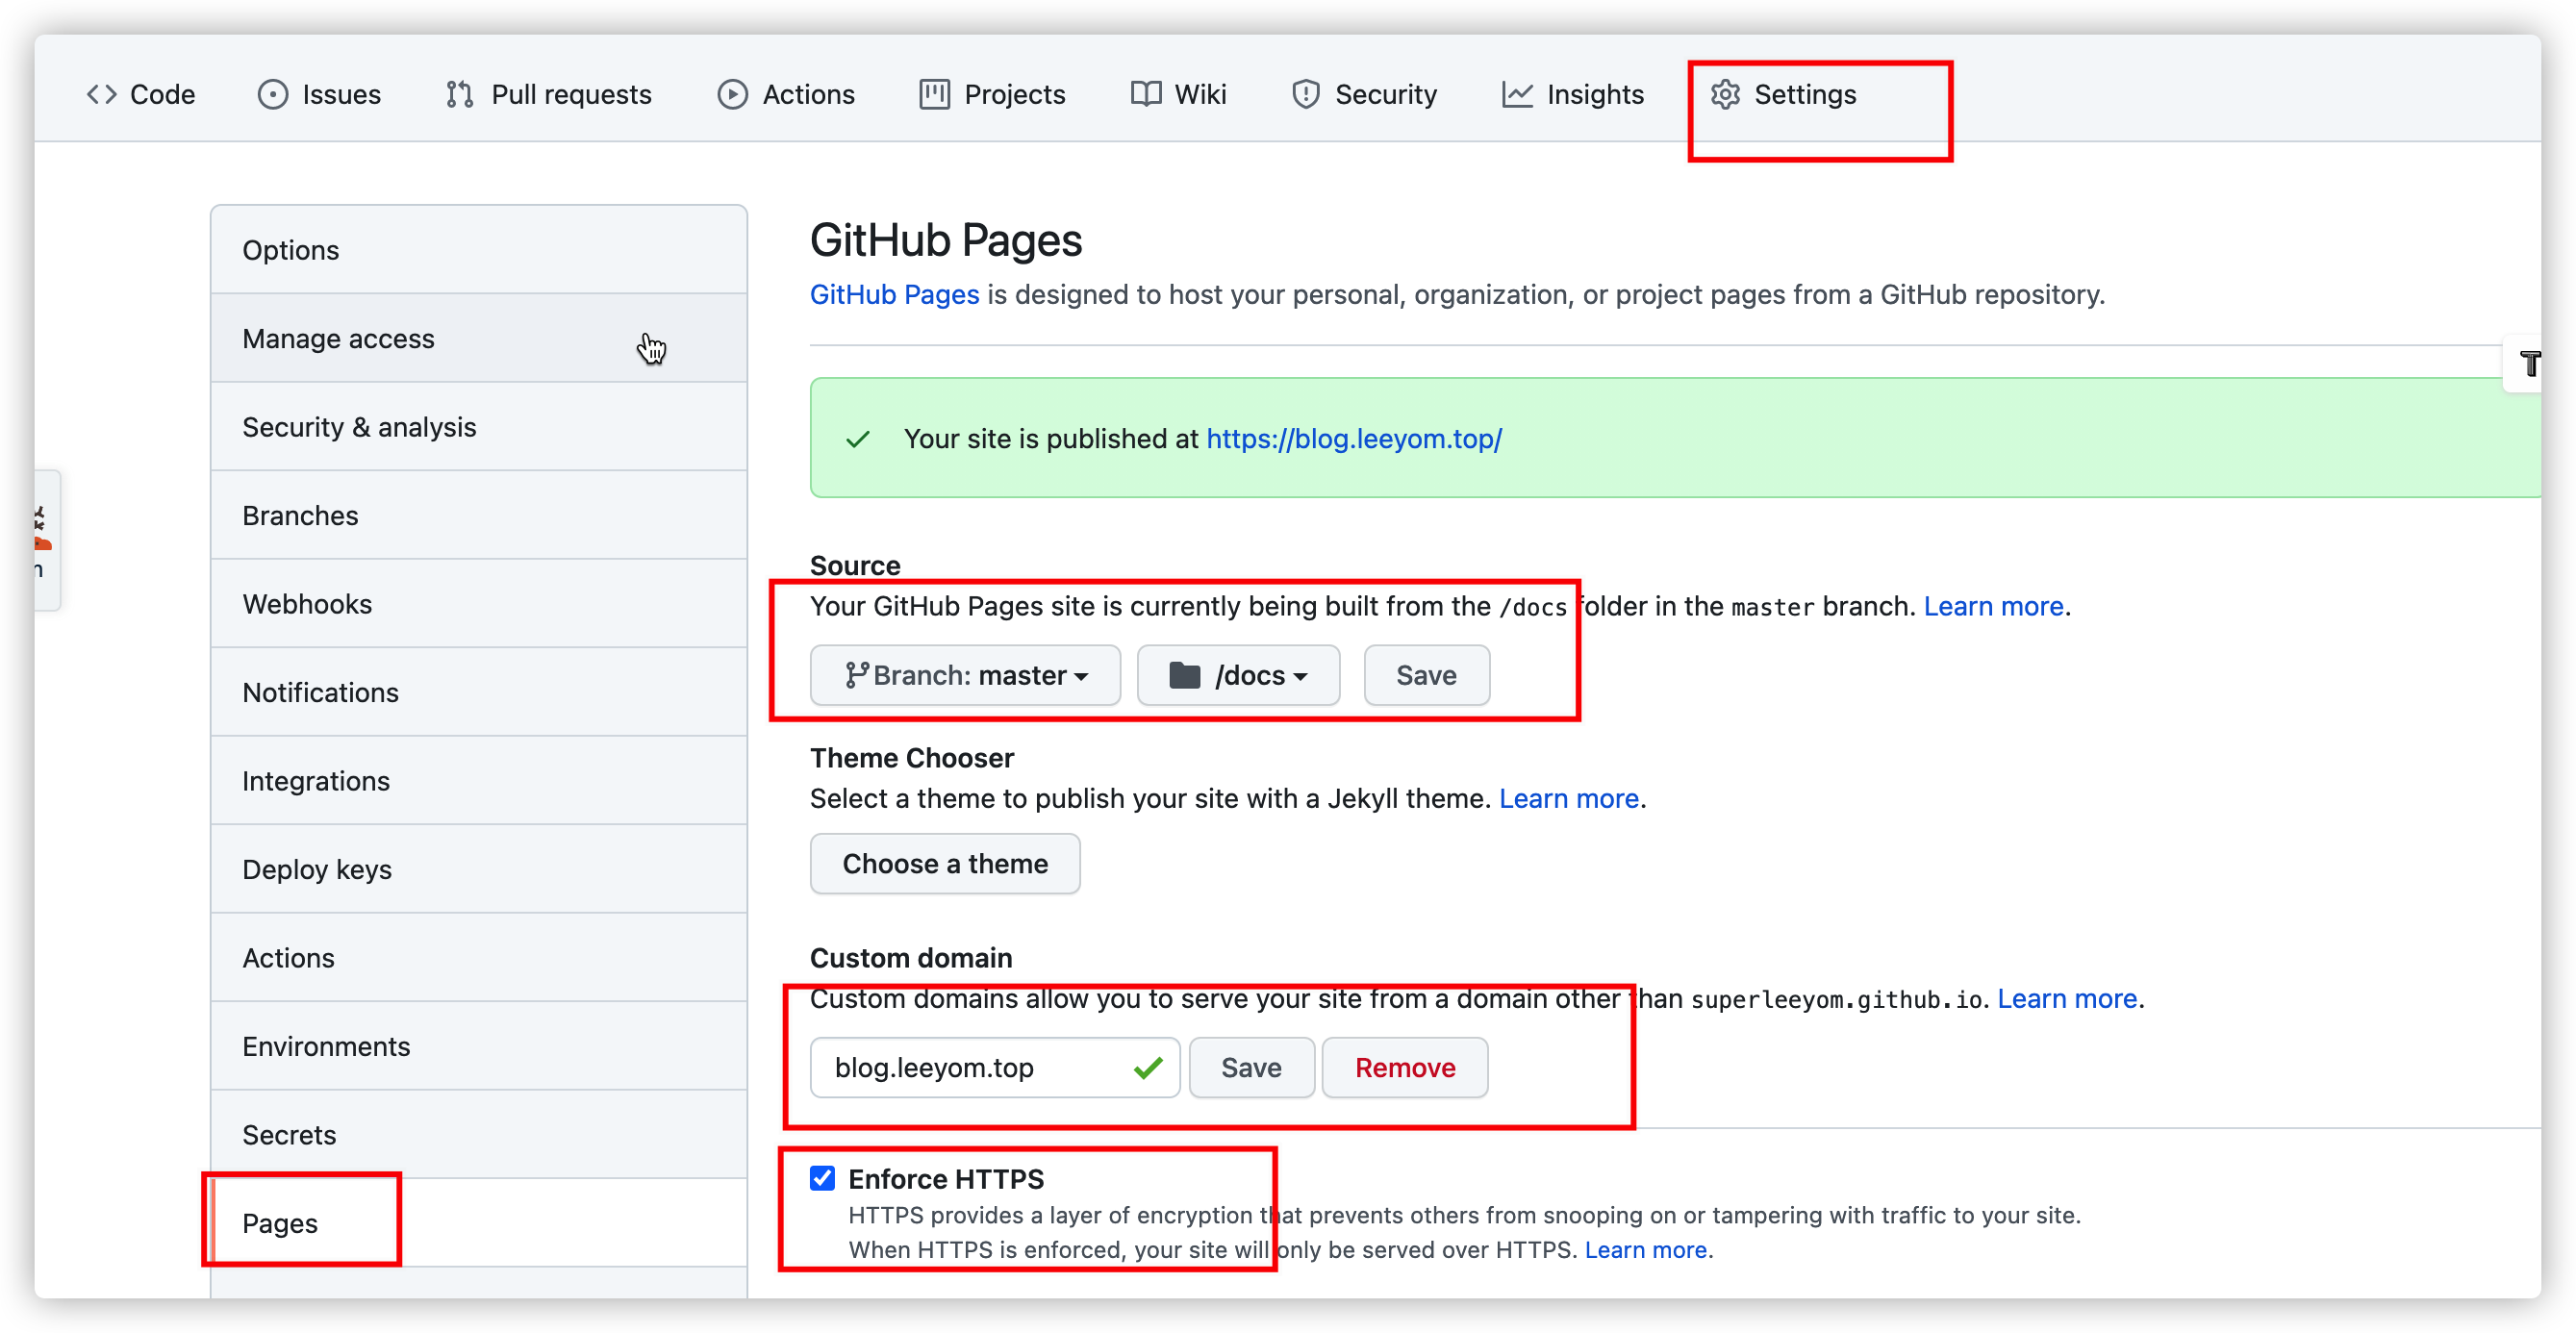 Code Issues Pull requests Actions Projects Wiki Security Insights Settings
Options
Manage access
Security & analysis
Branches
Webhooks
Notifications
Integrations
Deploy keys
Actions
Environments
Secrets
Pages
GitHub Pages
GitHub Pages is designed to host your personal, organization, or project pages from a GitHub repository.
Your site is published at https://blog.leeyom.top/
Source
Your GitHub Pages site is currently being built from the /docs folder in the master branch. Learn more.
Branch: master /docs Save
Theme Chooser
Select a theme to publish your site with a Jekyll theme. Learn more.
Choose a theme
Custom domain
Custom domains allow you to serve your site from a domain other than superleeyom.github.io. Learn more.
blog.leeyom.top Save Remove
Enforce HTTPS
HTTPS provides a layer of encryption that prevents others from snooping on or tampering with traffic to your site.
When HTTPS is enforced, your site will only be served over HTTPS. Learn more.